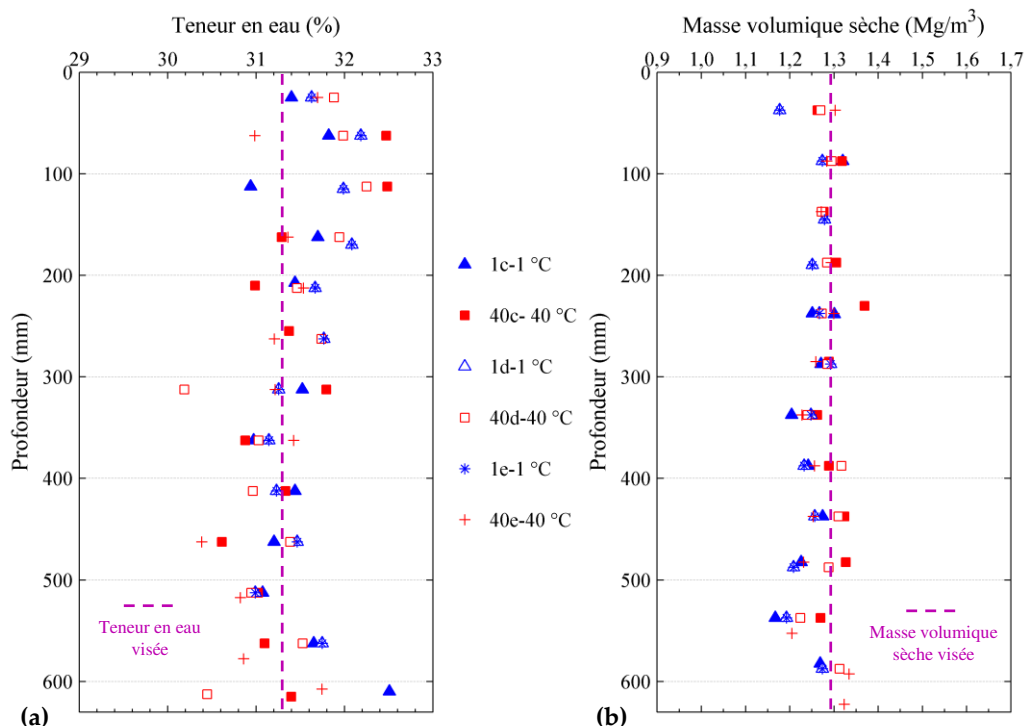 Teneur en eau (%)
29 30 31 32 33
0
100
200
300
400
500
600
Profondeur (mm)
Teneur en eau
visée
(a)
1c-1 °C
40c- 40 °C
1d-1 °C
40d-40 °C
1e-1 °C
40e-40 °C
Masse volumique sèche (Mg/m³)
0,9 1,0 1,1 1,2 1,3 1,4 1,5 1,6 1,7
0
100
200
300
400
500
600
Profondeur (mm)
Masse volumique
sèche visée
(b)